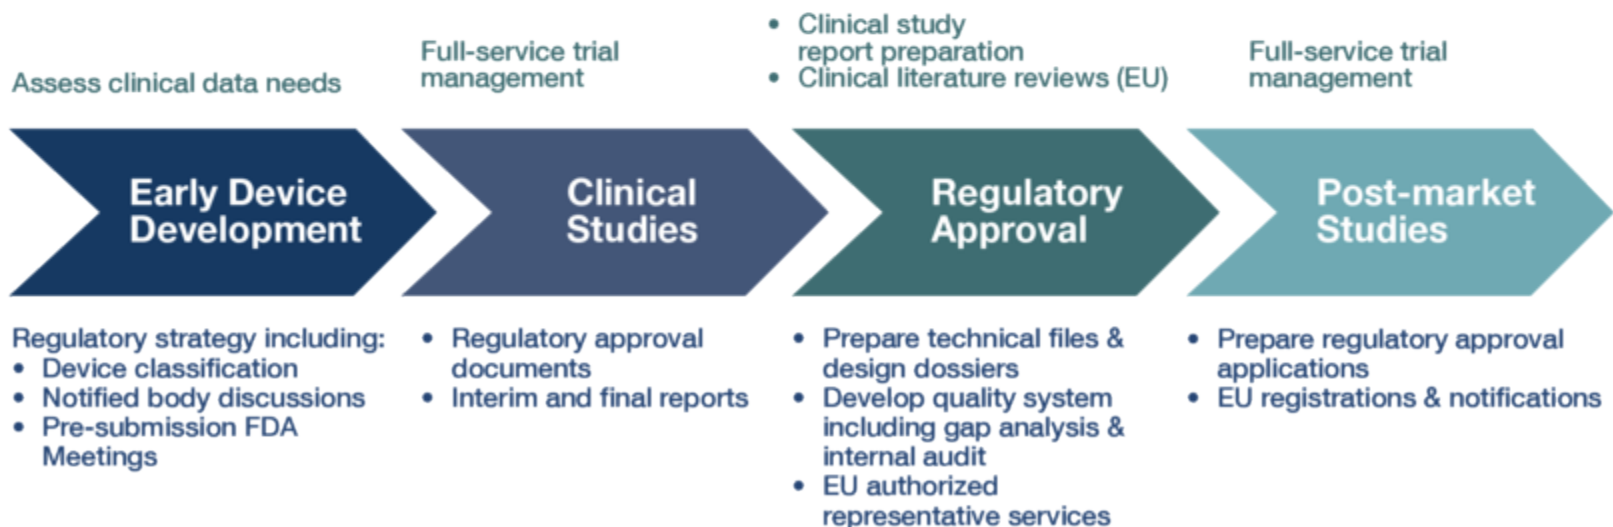 Assess clinical data needs
Full-service trial
management
• Clinical study
report preparation
• Clinical literature reviews (EU)
Full-service trial
management
Early Device
Development
Clinical
Studies
Regulatory
Approval
Post-market
Studies
Regulatory strategy including:
• Device classification
• Notified body discussions
• Pre-submission FDA
Meetings
• Regulatory approval
documents
• Interim and final reports
• Prepare technical files &
design dossiers
• Develop quality system
including gap analysis &
internal audit
• EU authorized
representative services
• Prepare regulatory approval
applications
• EU registrations & notifications